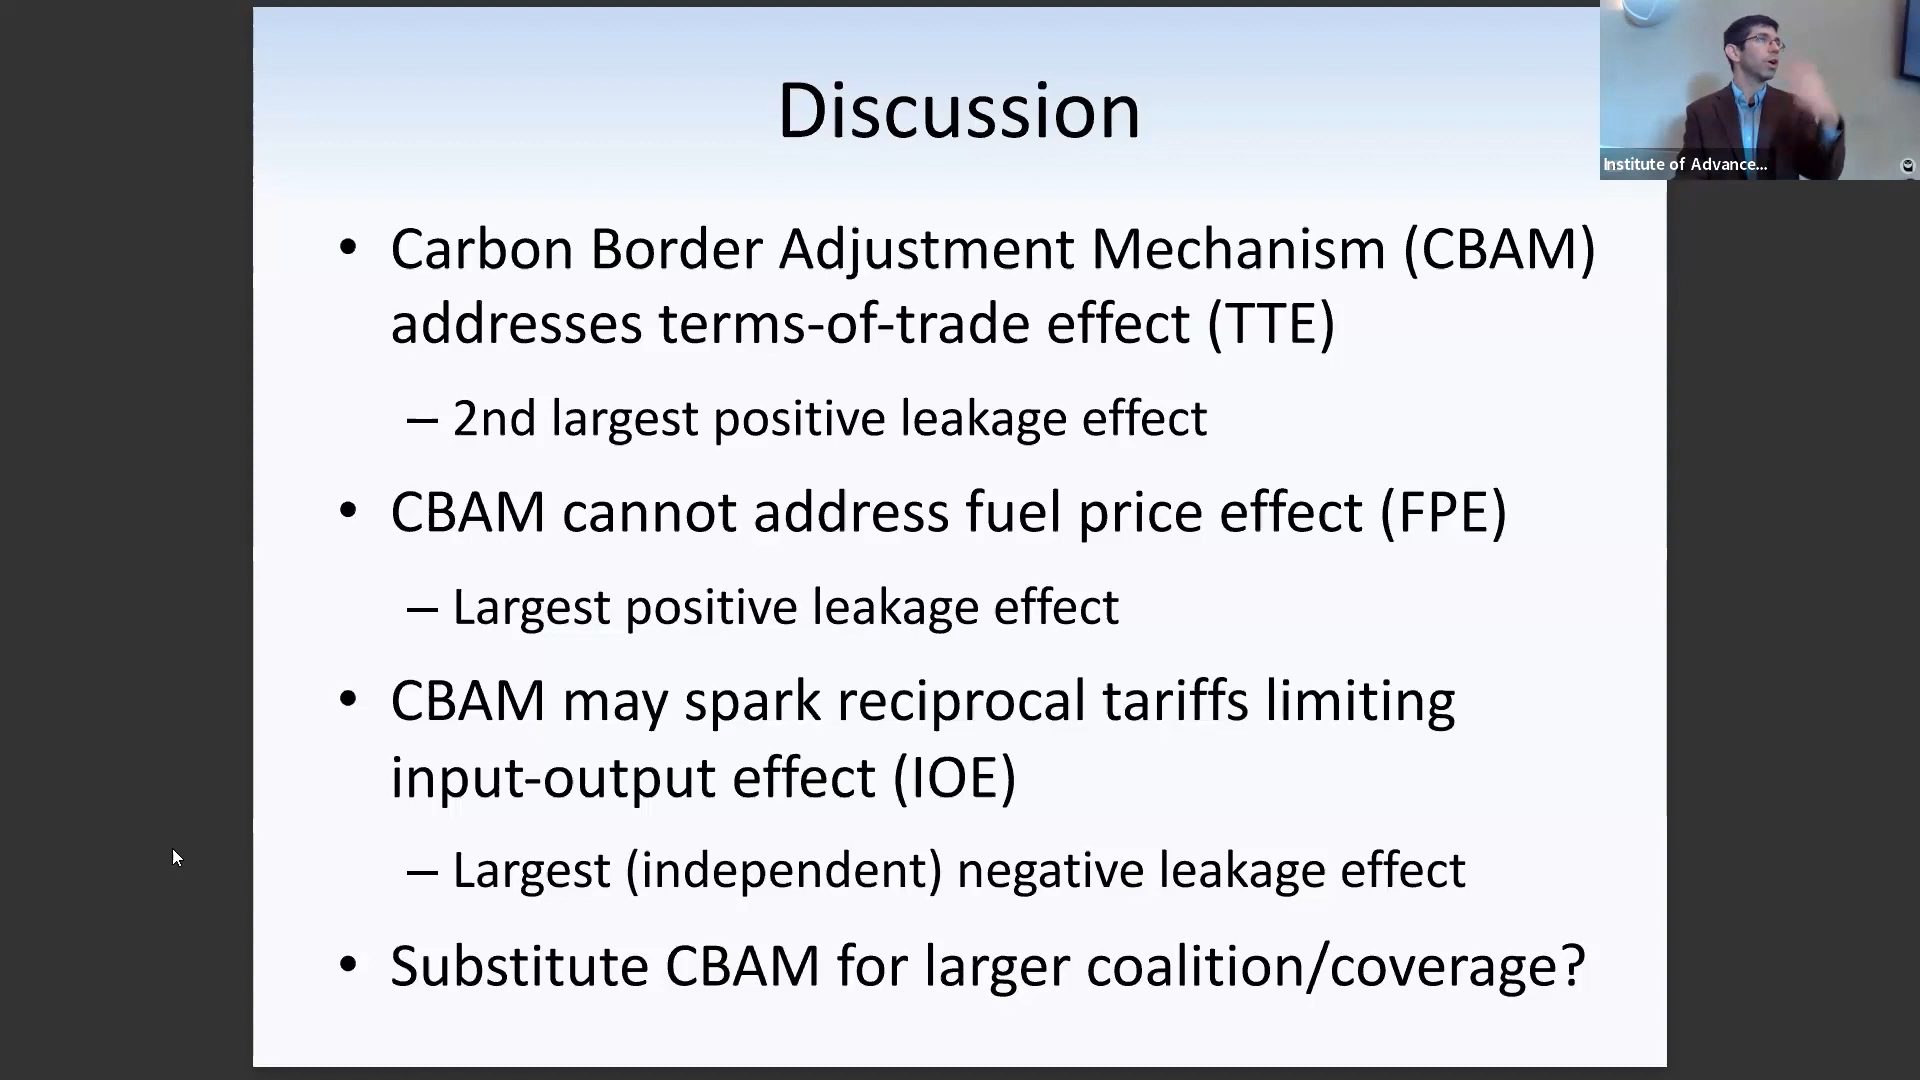 Discussion
• Carbon Border Adjustment Mechanism (CBAM)
addresses terms-of-trade effect (TTE)
– 2nd largest positive leakage effect
• CBAM cannot address fuel price effect (FPE)
– Largest positive leakage effect
• CBAM may spark reciprocal tariffs limiting
input-output effect (IOE)
– Largest (independent) negative leakage effect
• Substitute CBAM for larger coalition/coverage?
Institute of Advance...